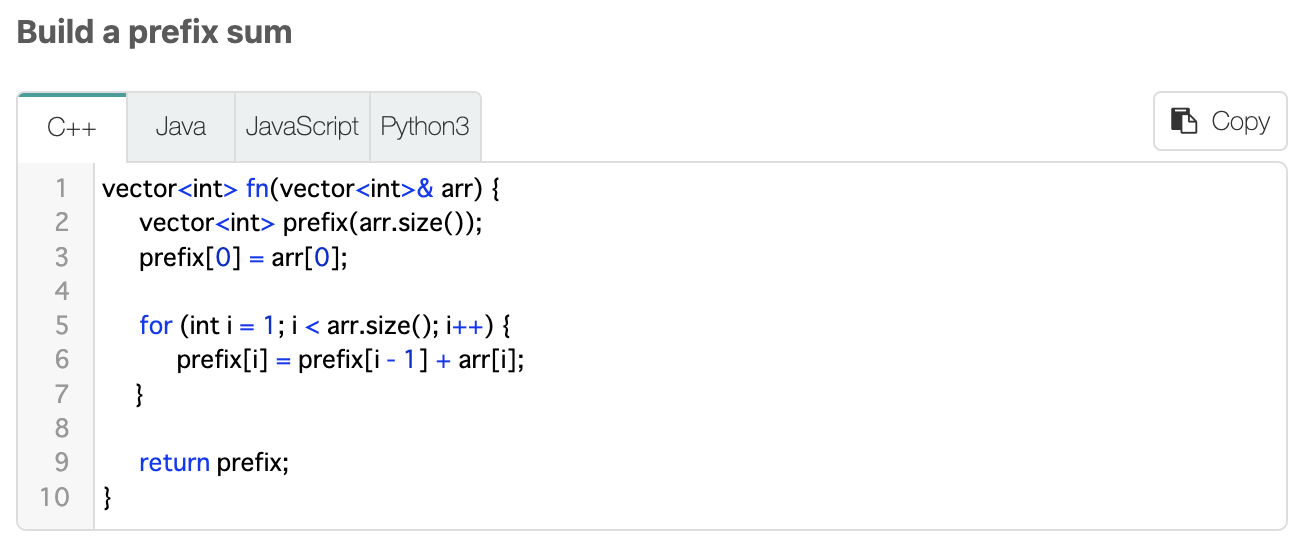 Build a prefix sum
C++ Java JavaScript Python3 Copy
1 vector<int> fn(vector<int>& arr) {
2     vector<int> prefix(arr.size());
3     prefix[0] = arr[0];
4
5     for (int i = 1; i < arr.size(); i++) {
6         prefix[i] = prefix[i - 1] + arr[i];
7     }
8
9     return prefix;
10 }